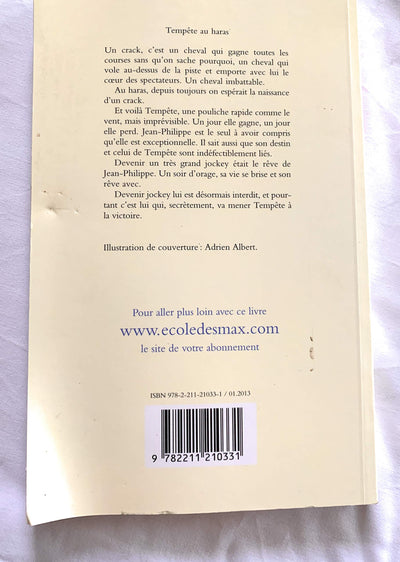 Tempête au haras
Un crack, c'est un cheval qui gagne toutes les
courses sans qu'on sache pourquoi, un cheval qui
vole au-dessus de la piste et emporte avec lui le
cœur des spectateurs. Un cheval imbattable.
Au haras, depuis toujours on espérait la naissance
d'un crack.
Et voilà Tempête, une pouliche rapide comme le
vent, mais imprévisible. Un jour elle gagne, un jour
elle perd. Jean-Philippe est le seul à avoir compris
qu'elle est exceptionnelle. Il sait aussi que son destin
et celui de Tempête sont indéfectiblement liés.
Devenir un très grand jockey était le rêve de
Jean-Philippe. Un soir d'orage, sa vie se brise et son
rêve avec.
Devenir jockey lui est désormais interdit, et pour-
tant c'est lui qui, secrètement, va mener Tempête à
la victoire.
Illustration de couverture : Adrien Albert.
Pour aller plus loin avec ce livre
www.ecoledesmax.com
le site de votre abonnement
ISBN 978-2-211-21033-1 / 01.2013
9 782211 210331